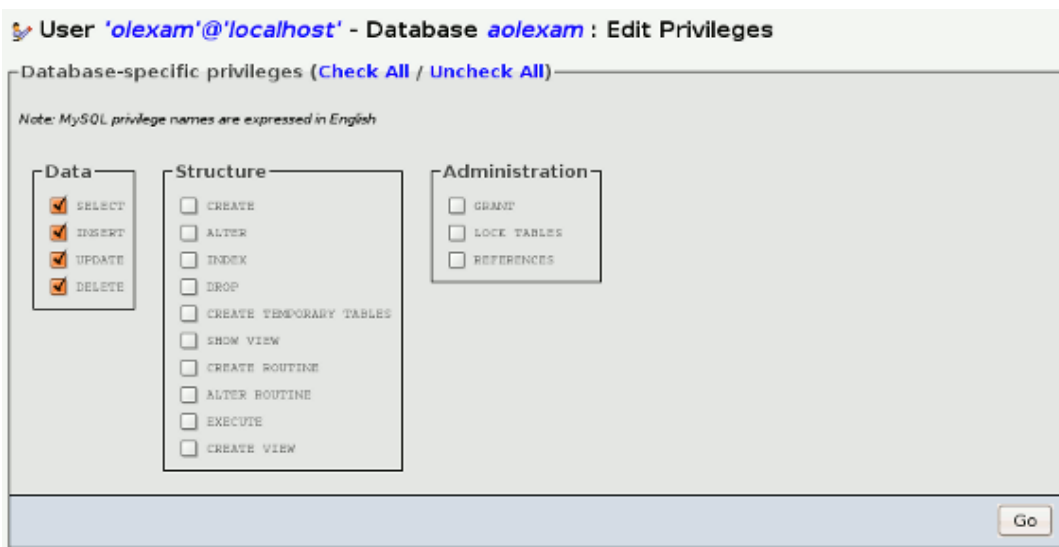 User 'olexam'@'localhost' - Database aolexam : Edit Privileges
Database-specific privileges (Check All / Uncheck All)
Note: MySQL privilege names are expressed in English
Data
SELECT
INSERT
UPDATE
DELETE
Structure
CREATE
ALTER
INDEX
DROP
CREATE TEMPORARY TABLES
SHOW VIEW
CREATE ROUTINE
ALTER ROUTINE
EXECUTE
CREATE VIEW
Administration
GRANT
LOCK TABLES
REFERENCES
Go